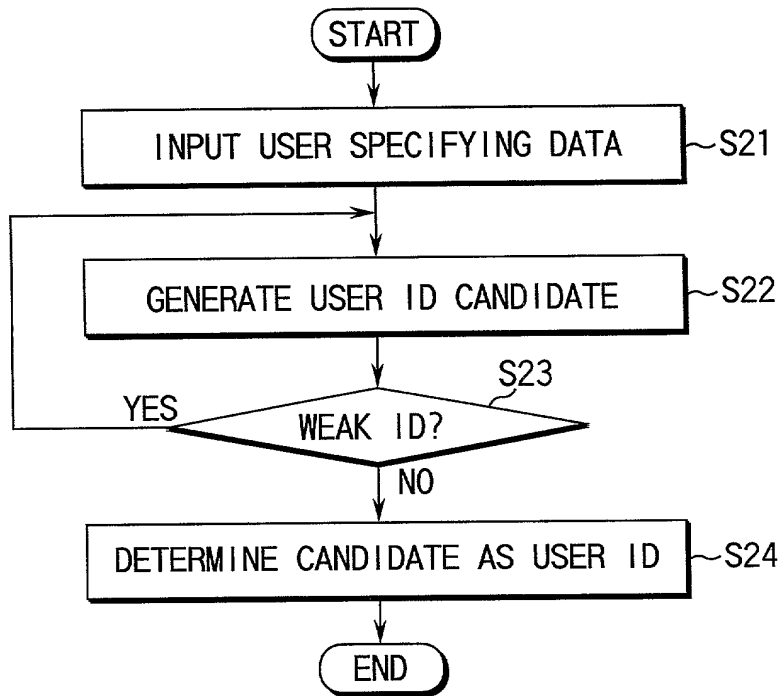 START
INPUT USER SPECIFYING DATA
S21
GENERATE USER ID CANDIDATE
S22
S23
YES
WEAK ID?
NO
DETERMINE CANDIDATE AS USER ID
S24
END